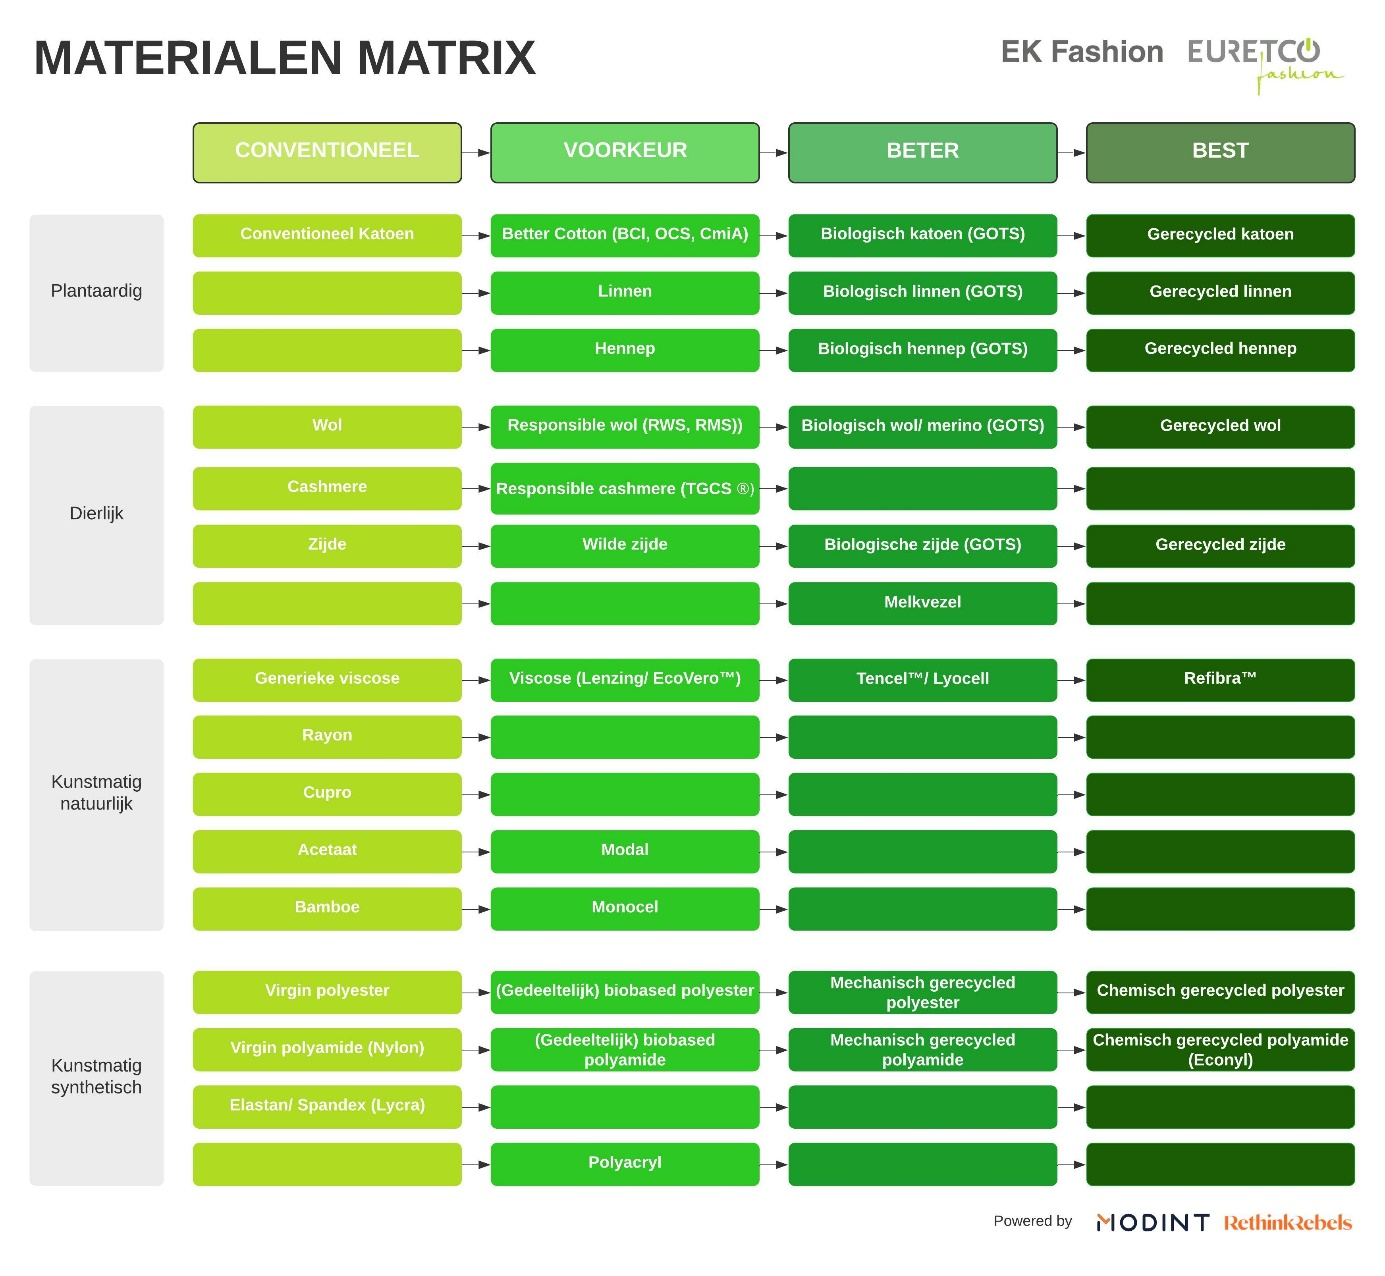 MATERIALEN MATRIX
EK Fashion
EURETCO
fashion
CONVENTIONEEL
VOORKEUR
BETER
BEST
Plantaardig
Conventioneel Katoen
Better Cotton (BCI, OCS, CmiA)
Biologisch katoen (GOTS)
Gerecycled katoen
Linnen
Biologisch linnen (GOTS)
Gerecycled linnen
Hennep
Biologisch hennep (GOTS)
Gerecycled hennep
Dierlijk
Wol
Responsible wol (RWS, RMS))
Biologisch wol/ merino (GOTS)
Gerecycled wol
Cashmere
Responsible cashmere (TGCS ®)
Zijde
Wilde zijde
Biologische zijde (GOTS)
Gerecycled zijde
Melkvezel
Kunstmatig
natuurlijk
Generieke viscose
Viscose (Lenzing/ EcoVero™)
Tencel™/ Lyocell
Refibra™
Rayon
Cupro
Acetaat
Modal
Bamboe
Monocel
Kunstmatig
synthetisch
Virgin polyester
(Gedeeltelijk) biobased polyester
Mechanisch gerecycled
polyester
Chemisch gerecycled polyester
Virgin polyamide (Nylon)
(Gedeeltelijk) biobased
polyamide
Mechanisch gerecycled
polyamide
Chemisch gerecycled polyamide
(Econyl)
Elastan/ Spandex (Lycra)
Polyacryl
Powered by
MODINT
RethinkRebels